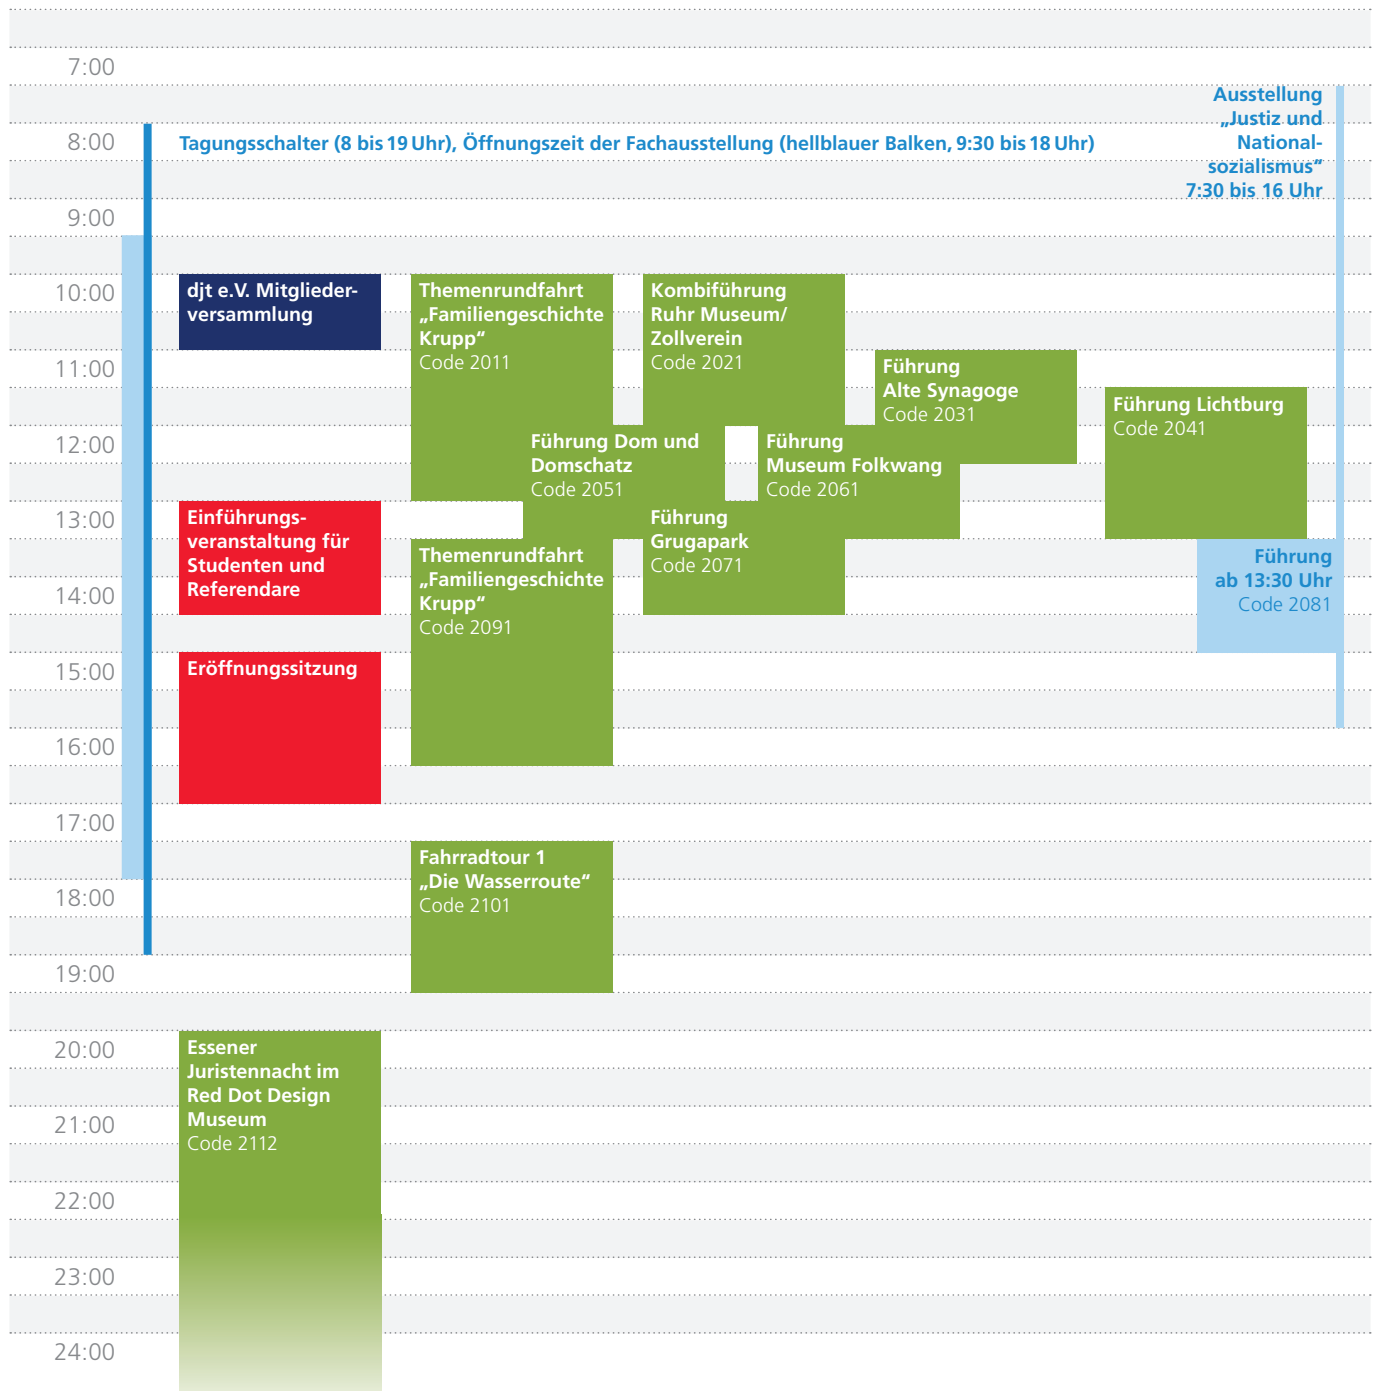 7:00
8:00
9:00
10:00
11:00
12:00
13:00
14:00
15:00
16:00
17:00
18:00
19:00
20:00
21:00
22:00
23:00
24:00
Tagungsschalter (8 bis 19 Uhr), Öffnungszeit der Fachausstellung (hellblauer Balken, 9:30 bis 18 Uhr)
Ausstellung
„Justiz und
National-
sozialismus“
7:30 bis 16 Uhr
djt e.V. Mitglieder-
versammlung
Themenrundfahrt
„Familiengeschichte
Krupp“
Code 2011
Kombiführung
Ruhr Museum/
Zollverein
Code 2021
Führung
Alte Synagoge
Code 2031
Führung Lichtburg
Code 2041
Führung Dom und
Domschatz
Code 2051
Führung
Museum Folkwang
Code 2061
Einführungs-
veranstaltung für
Studenten und
Referendare
Führung
Grugapark
Code 2071
Themenrundfahrt
„Familiengeschichte
Krupp“
Code 2091
Führung
ab 13:30 Uhr
Code 2081
Eröffnungssitzung
Fahrradtour 1
„Die Wasserroute“
Code 2101
Essener
Juristennacht im
Red Dot Design
Museum
Code 2112